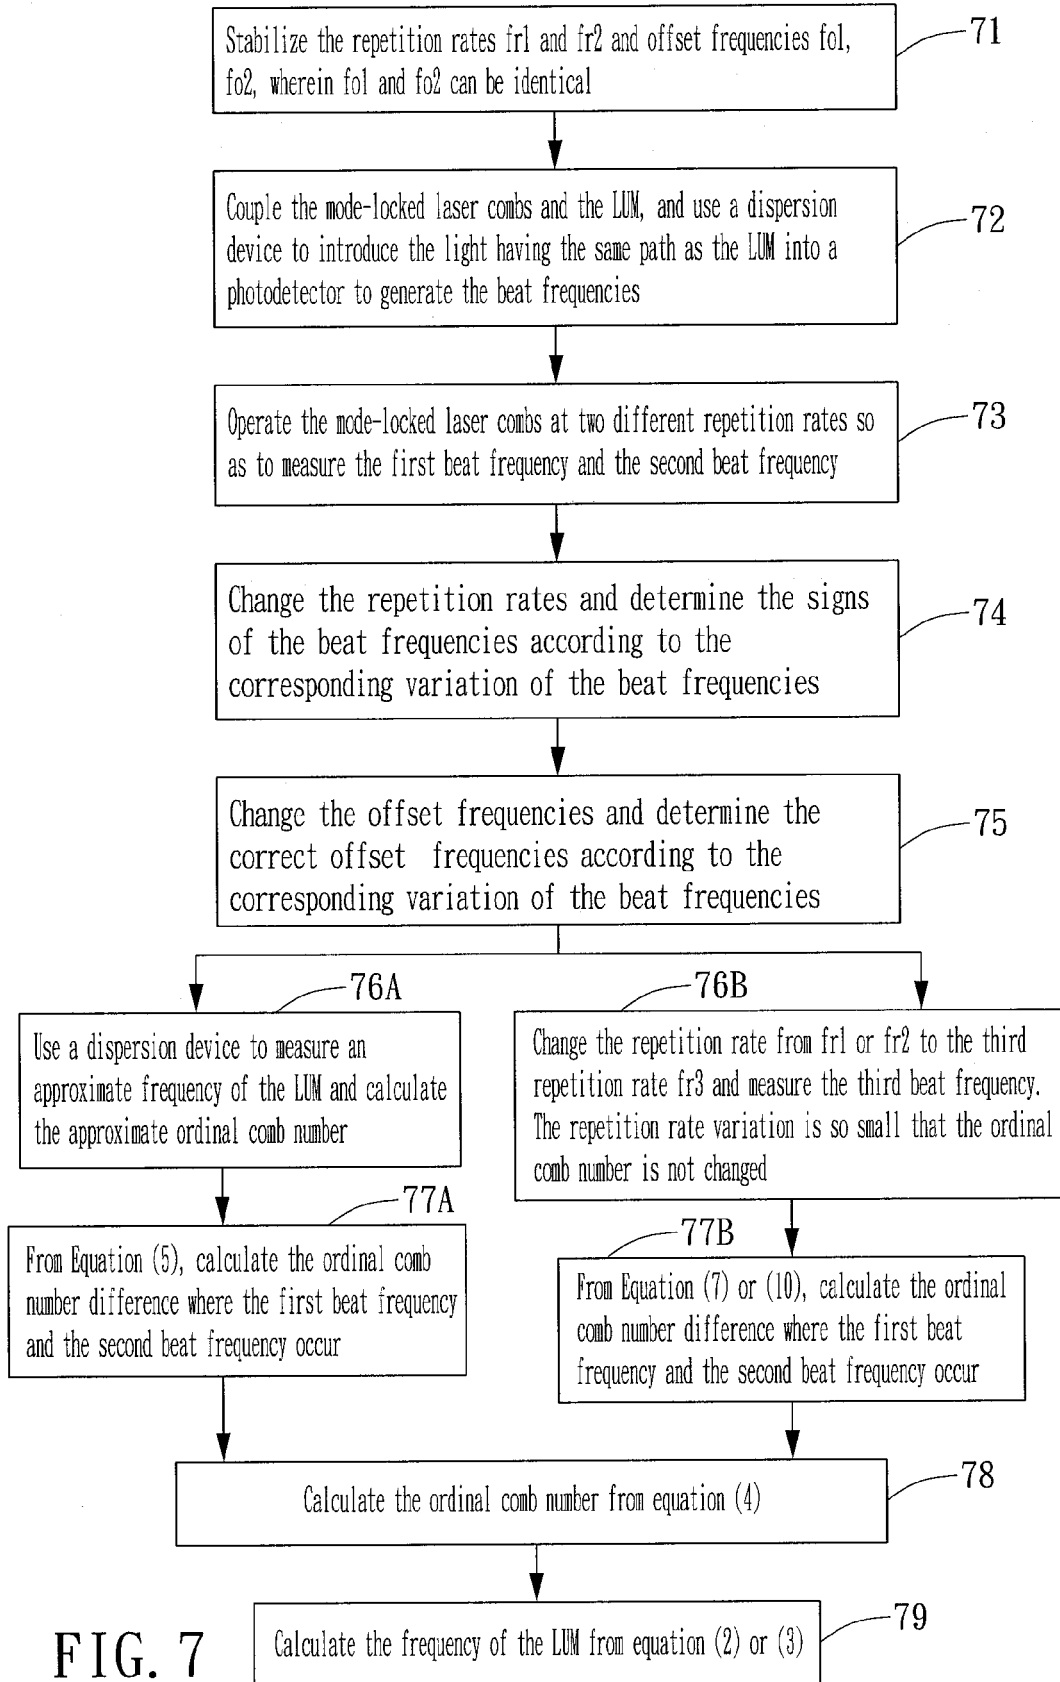 Stabilize the repetition rates fr1 and fr2 and offset frequencies fo1,
fo2, wherein fo1 and fo2 can be identical
71
Couple the mode-locked laser combs and the LUM, and use a dispersion
device to introduce the light having the same path as the LUM into a
photodetector to generate the beat frequencies
72
Operate the mode-locked laser combs at two different repetition rates so
as to measure the first beat frequency and the second beat frequency
73
Change the repetition rates and determine the signs
of the beat frequencies according to the
corresponding variation of the beat frequencies
74
Change the offset frequencies and determine the
correct offset frequencies according to the
corresponding variation of the beat frequencies
75
76A
Use a dispersion device to measure an
approximate frequency of the LUM and calculate
the approximate ordinal comb number
76B
Change the repetition rate from fr1 or fr2 to the third
repetition rate fr3 and measure the third beat frequency.
The repetition rate variation is so small that the ordinal
comb number is not changed
77A
From Equation (5), calculate the ordinal comb
number difference where the first beat frequency
and the second beat frequency occur
77B
From Equation (7) or (10), calculate the ordinal
comb number difference where the first beat
frequency and the second beat frequency occur
78
Calculate the ordinal comb number from equation (4)
79
Calculate the frequency of the LUM from equation (2) or (3)
FIG. 7